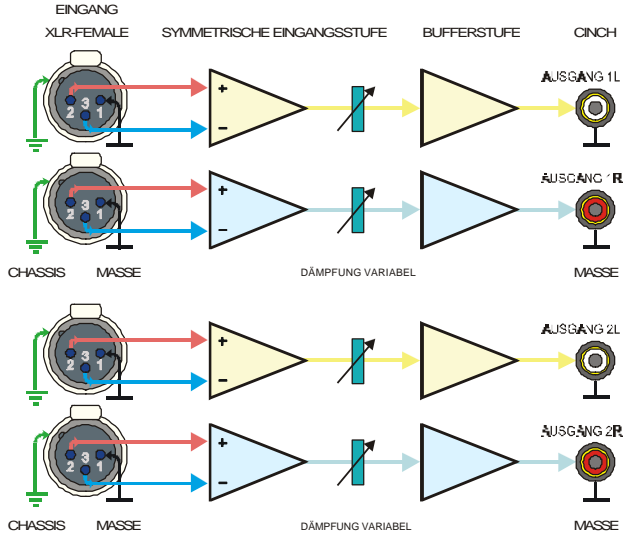 EINGANG
XLR-FEMALE SYMMETRISCHE EINGANGSSTUFE BUFFERSTUFE CINCH
AUSGANG 1L
+
3
2 1
−
AUSGANG 1R
+
3
2 1
−
CHASSIS MASSE DÄMPFUNG VARIABEL MASSE
AUSGANG 2L
+
3
2 1
−
AUSGANG 2R
+
3
2 1
−
CHASSIS MASSE DÄMPFUNG VARIABEL MASSE